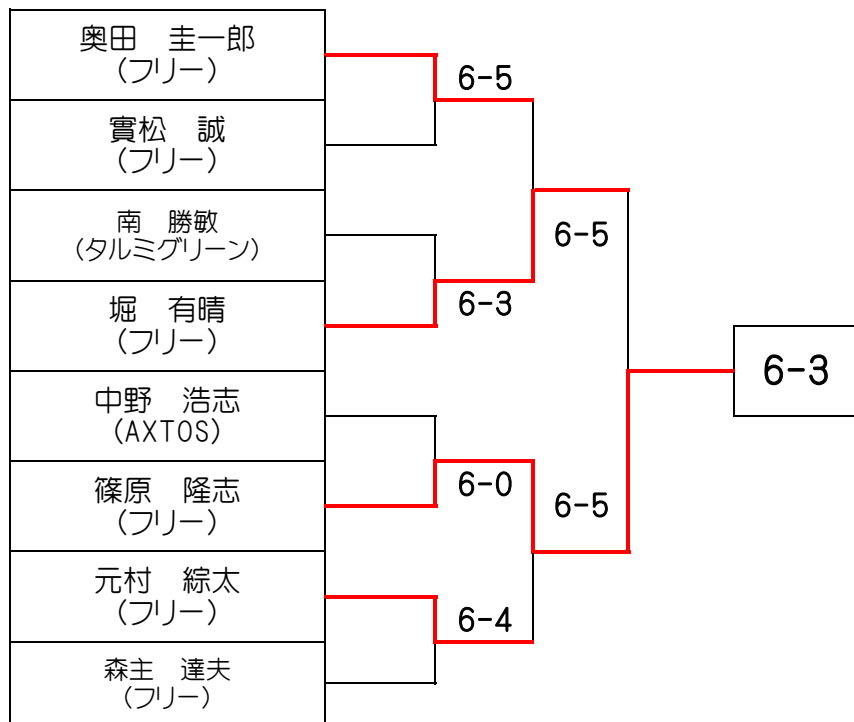 奥田　圭一郎
(フリー)
實松　誠
(フリー)
南　勝敏
(タルミグリーン)
堀　有晴
(フリー)
中野　浩志
(AXTOS)
篠原　隆志
(フリー)
元村　綜太
(フリー)
森主　達夫
(フリー)
6-5
6-3
6-0
6-4
6-5
6-5
6-3